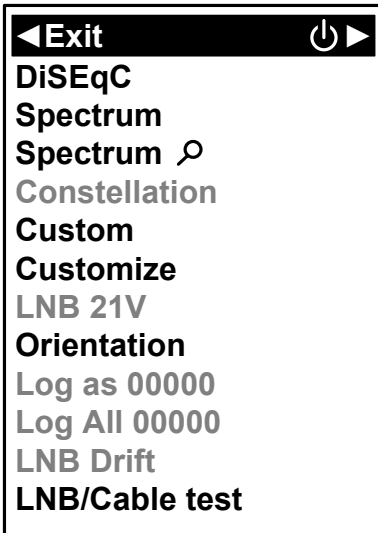 ◄Exit ⏻►
DiSEqC
Spectrum
Spectrum
Constellation
Custom
Customize
LNB 21V
Orientation
Log as 00000
Log All 00000
LNB Drift
LNB/Cable test